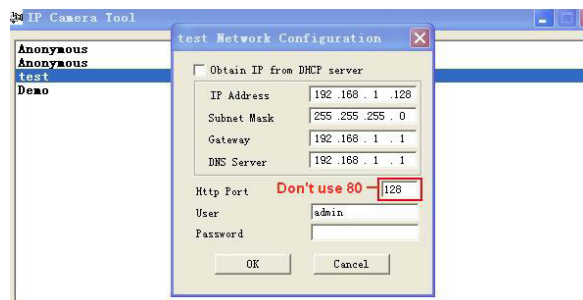 IP Camera Tool
test Network Configuration
Anonymous
Anonymous
test
Demo
Obtain IP from DHCP server
IP Address 192 .168 . 1 .128
Subnet Mask 255 .255 .255 . 0
Gateway 192 .168 . 1 . 1
DNS Server 192 .168 . 1 . 1
Http Port Don't use 80 128
User admin
Password
OK Cancel